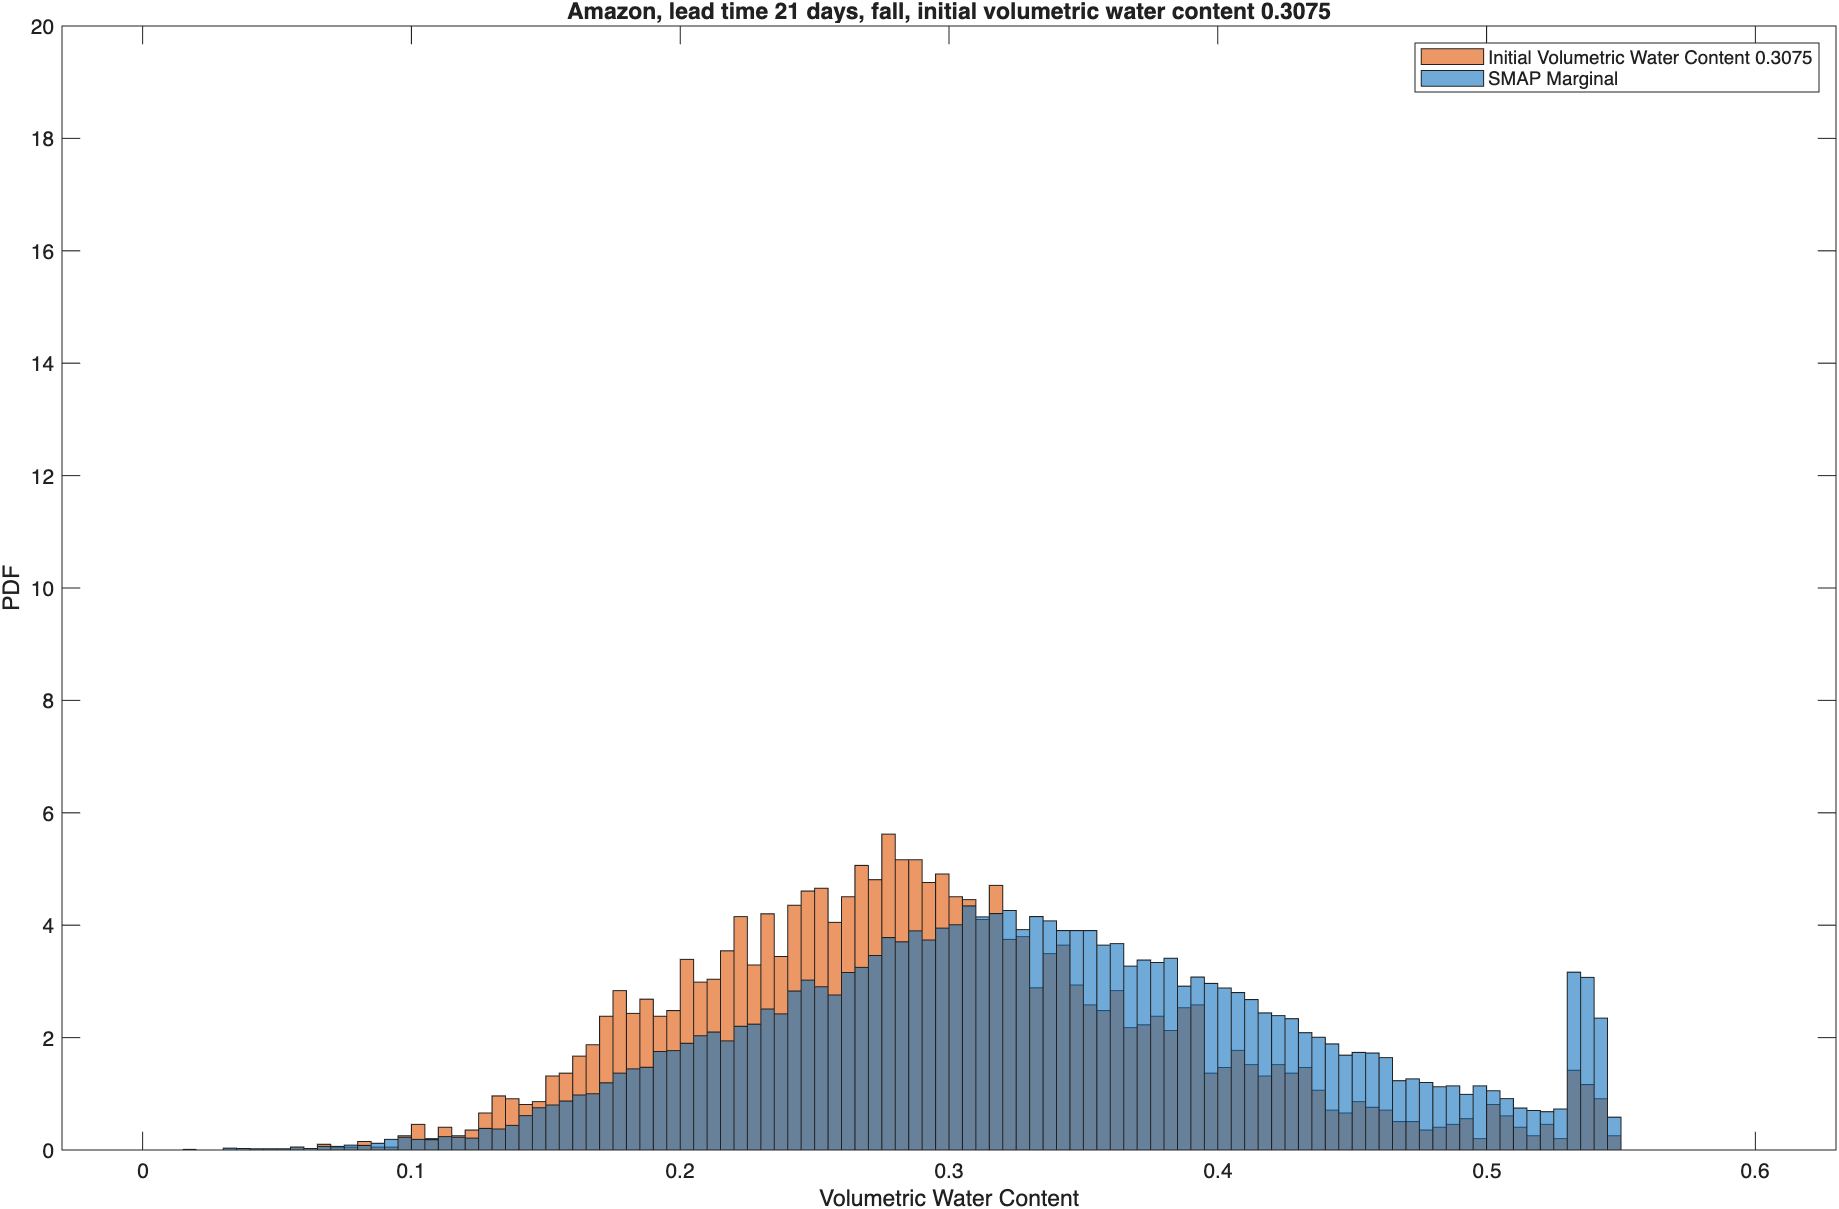 Amazon, lead time 21 days, fall, initial volumetric water content 0.3075
Initial Volumetric Water Content 0.3075
SMAP Marginal
20
18
16
14
12
10
8
6
4
2
0
PDF
0 0.1 0.2 0.3 0.4 0.5 0.6
Volumetric Water Content